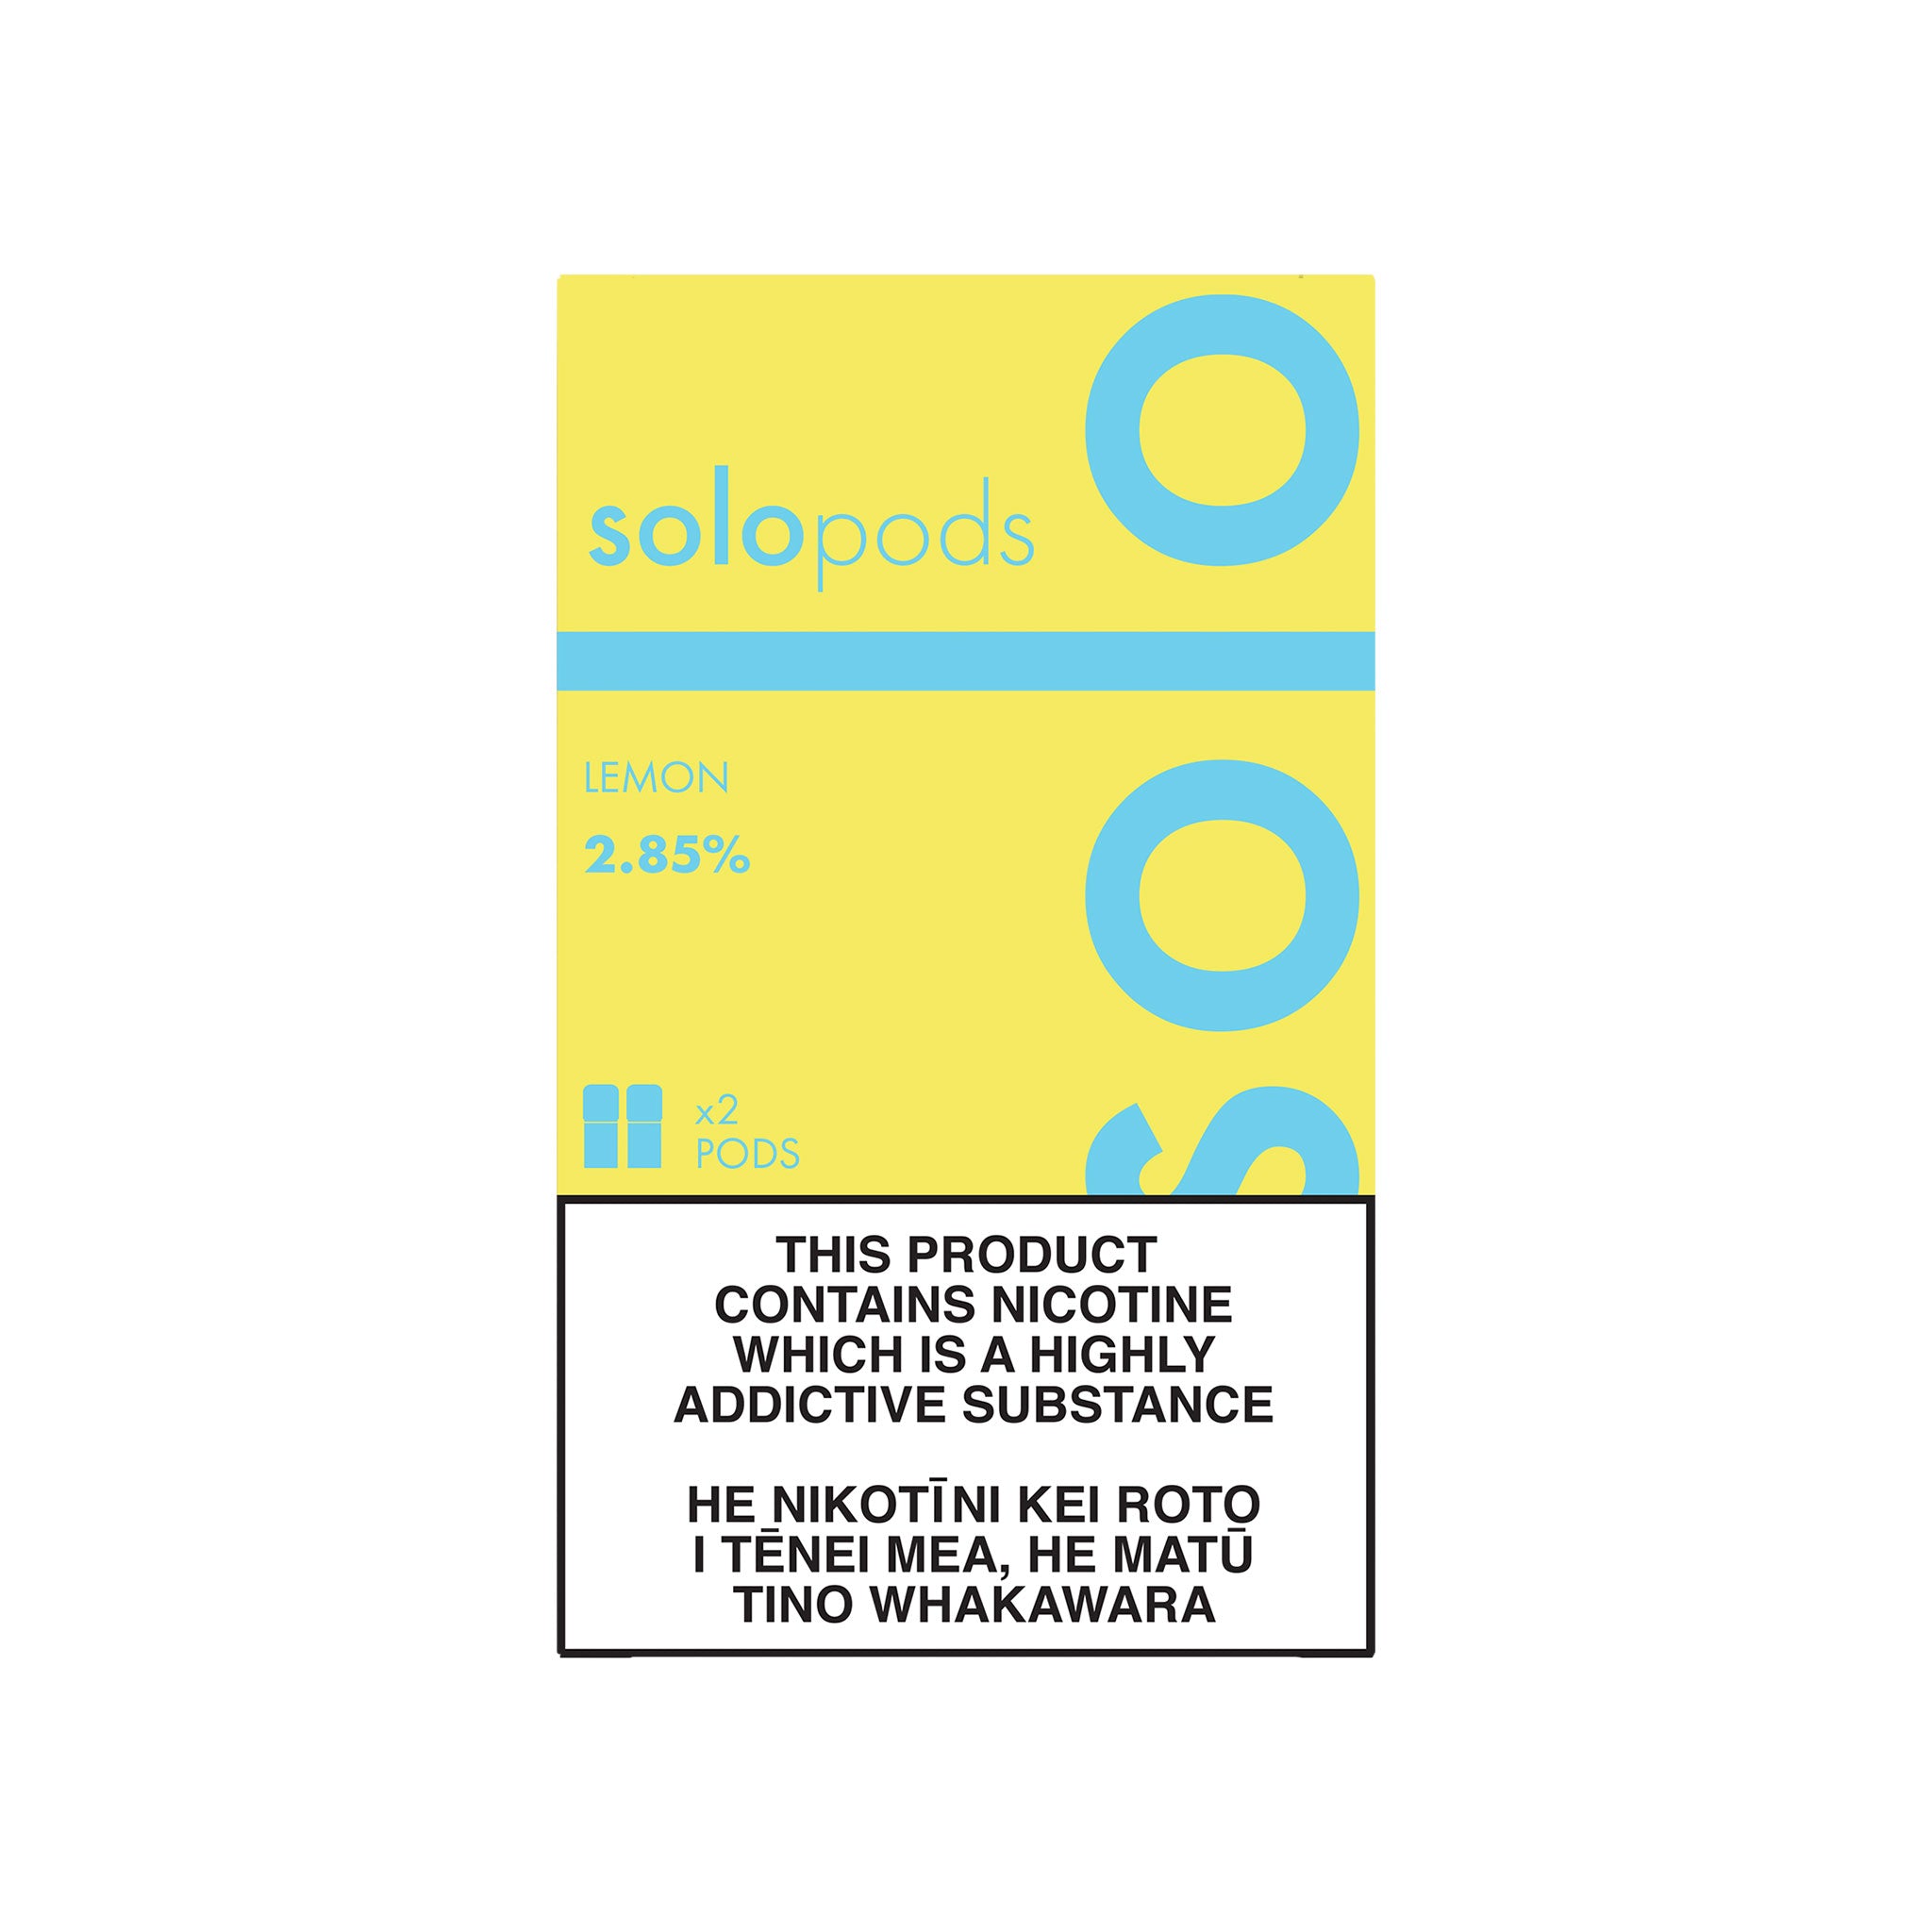 solopods
LEMON
2.85%
x2
PODS
SOLO
THIS PRODUCT
CONTAINS NICOTINE
WHICH IS A HIGHLY
ADDICTIVE SUBSTANCE
HE NIKOTĪNI KEI ROTO
I TĒNEI MEA, HE MATŪ
TINO WHAKAWARA